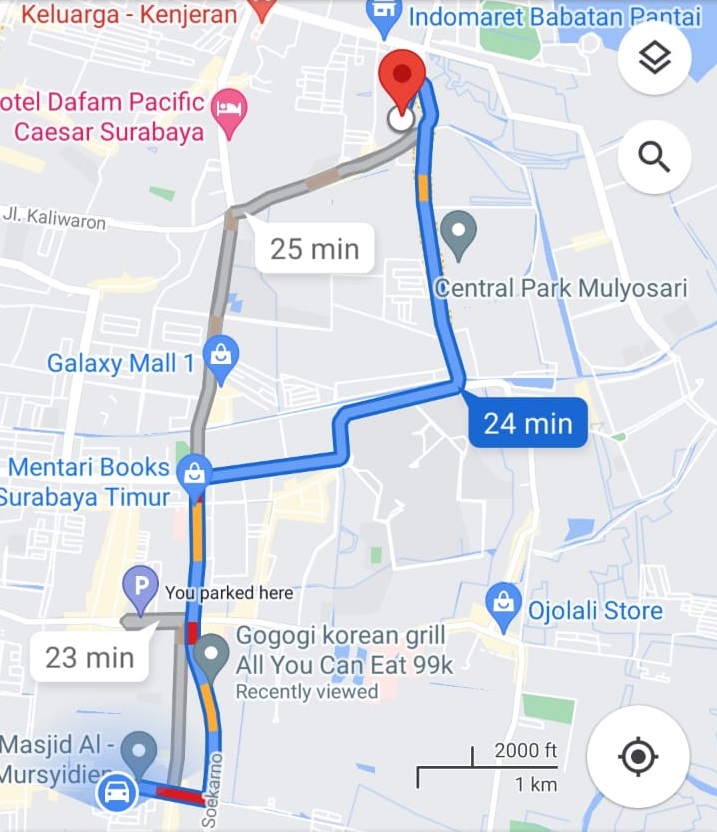 Keluarga - Kenjeran
Indomaret Babatan Pantai
otel Dafam Pacific
Caesar Surabaya
Jl. Kaliwaron
25 min
Central Park Mulyosari
Galaxy Mall 1
24 min
Mentari Books
Surabaya Timur
P
You parked here
Ojolali Store
23 min
Gogogi korean grill
All You Can Eat 99k
Recently viewed
Masjid Al -
Mursyidien
Soekarno
2000 ft
1 km